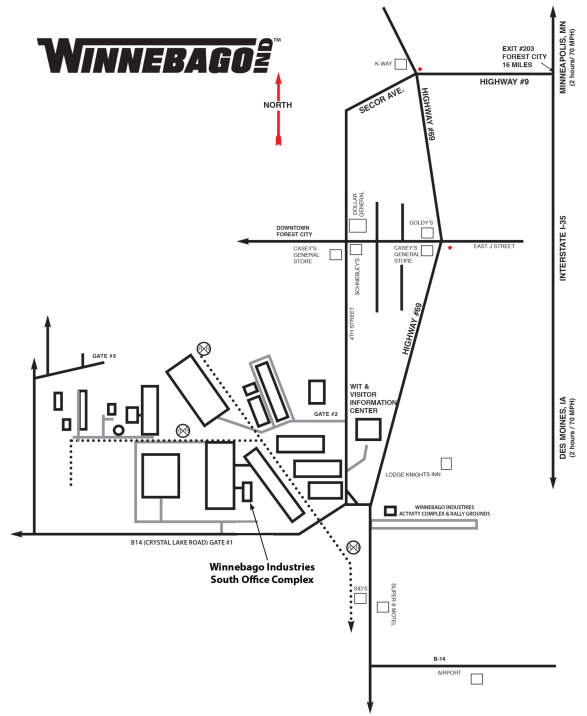 WINNEBAGO IND™
NORTH
K-WAY
EXIT #203
FOREST CITY
16 MILES
HIGHWAY #9
MINNEAPOLIS, MN
(2 hours/ 70 MPH)
SECOR AVE.
HIGHWAY #69
DOLLAR
GENERAL
GOLDY'S
DOWNTOWN
FOREST CITY
EAST J STREET
CASEY'S
GENERAL
STORE
SCHNEBLEY'S
CASEY'S
GENERAL
STORE
INTERSTATE I-35
4TH STREET
HIGHWAY #69
GATE #3
WIT &
VISITOR
INFORMATION
CENTER
GATE #2
DES MOINES, IA
(2 hours / 70 MPH)
LODGE KNIGHTS INN
WINNEBAGO INDUSTRIES
ACTIVITY COMPLEX & RALLY GROUNDS
B14 (CRYSTAL LAKE ROAD) GATE #1
Winnebago Industries
South Office Complex
SID'S
SUPER 8 MOTEL
B-14
AIRPORT